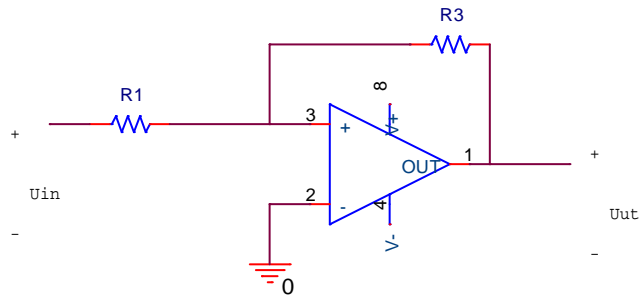 R3
R1
8
3
+
V+
+
1
+
OUT
Uin
2
-
4
Uut
-
V-
-
0